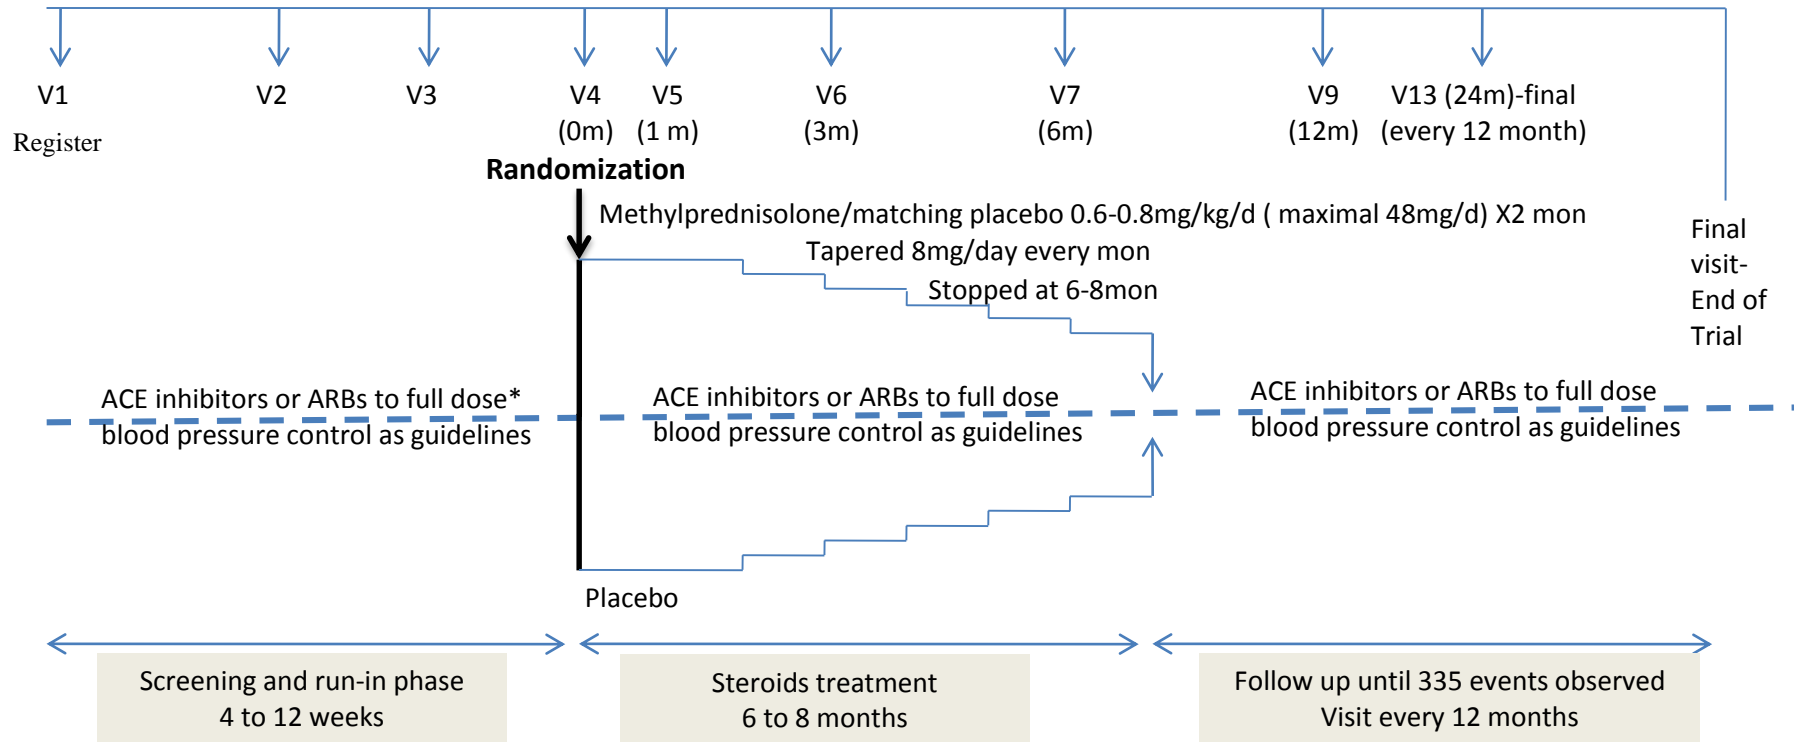 V1
V2
V3
V4
V5
V6
V7
V9
V13 (24m)-final
Register
(0m)
(1 m)
(3m)
(6m)
(12m)
(every 12 month)
Randomization
Methylprednisolone/matching placebo 0.6-0.8mg/kg/d ( maximal 48mg/d) X2 mon
Tapered 8mg/day every mon
Stopped at 6-8mon
Final
visit-
End of
Trial
ACE inhibitors or ARBs to full dose*
blood pressure control as guidelines
ACE inhibitors or ARBs to full dose
blood pressure control as guidelines
ACE inhibitors or ARBs to full dose
blood pressure control as guidelines
Placebo
Screening and run-in phase
4 to 12 weeks
Steroids treatment
6 to 8 months
Follow up until 335 events observed
Visit every 12 months